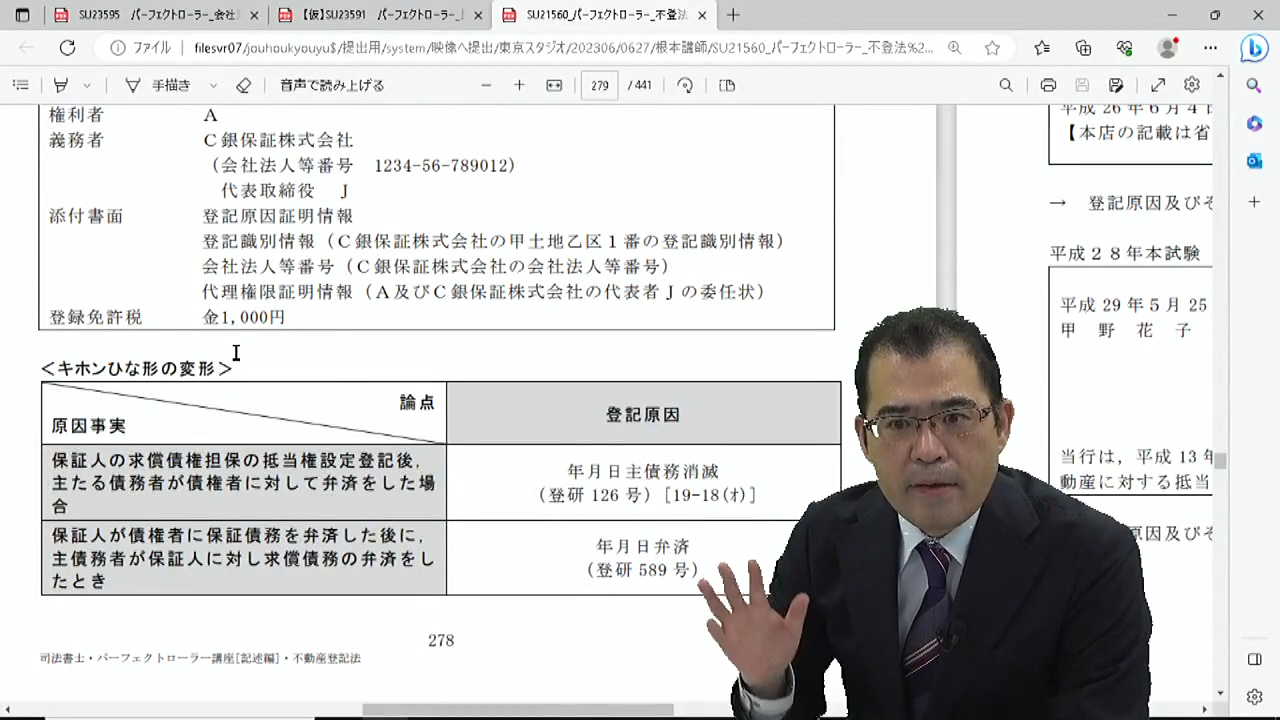 SU23595 パーフェクトローラー_会社法
【仮】SU23591 パーフェクトローラー_
SU21560_パーフェクトローラー_不登法
ファイル
filesrv07/jouhoukyouyu$/提出用/system/映像へ提出/東京スタジオ/202306/0627/根本講師/SU21560_パーフェクトローラー_不登法%2...
手描き
音声で読み上げる
279 /441
権利者 A
義務者 C銀保証株式会社
(会社法人等番号 1234-56-789012)
代表取締役 J
添付書面 登記原因証明情報
登記識別情報(C銀保証株式会社の甲土地乙区1番の登記識別情報)
会社法人等番号(C銀保証株式会社の会社法人等番号)
代理権限証明情報(A及びC銀保証株式会社の代表者Jの委任状)
登録免許税 金1,000円
<キホンひな形の変形>
論点
原因事実
登記原因
保証人の求償債権担保の抵当権設定登記後,
主たる債務者が債権者に対して弁済をした場
合
年月日主債務消滅
(登研126号)[19-18(オ)]
保証人が債権者に保証債務を弁済した後に,
主債務者が保証人に対し求償債務の弁済をし
たとき
年月日弁済
(登研589号)
278
司法書士・パーフェクトローラー講座[記述編]・不動産登記法
平成26年6月4日
【本店の記載は省
→ 登記原因及びそ
平成28年本試験
平成29年5月25
甲野花子
当行は,平成13年
動産に対する抵当
原因及びそ